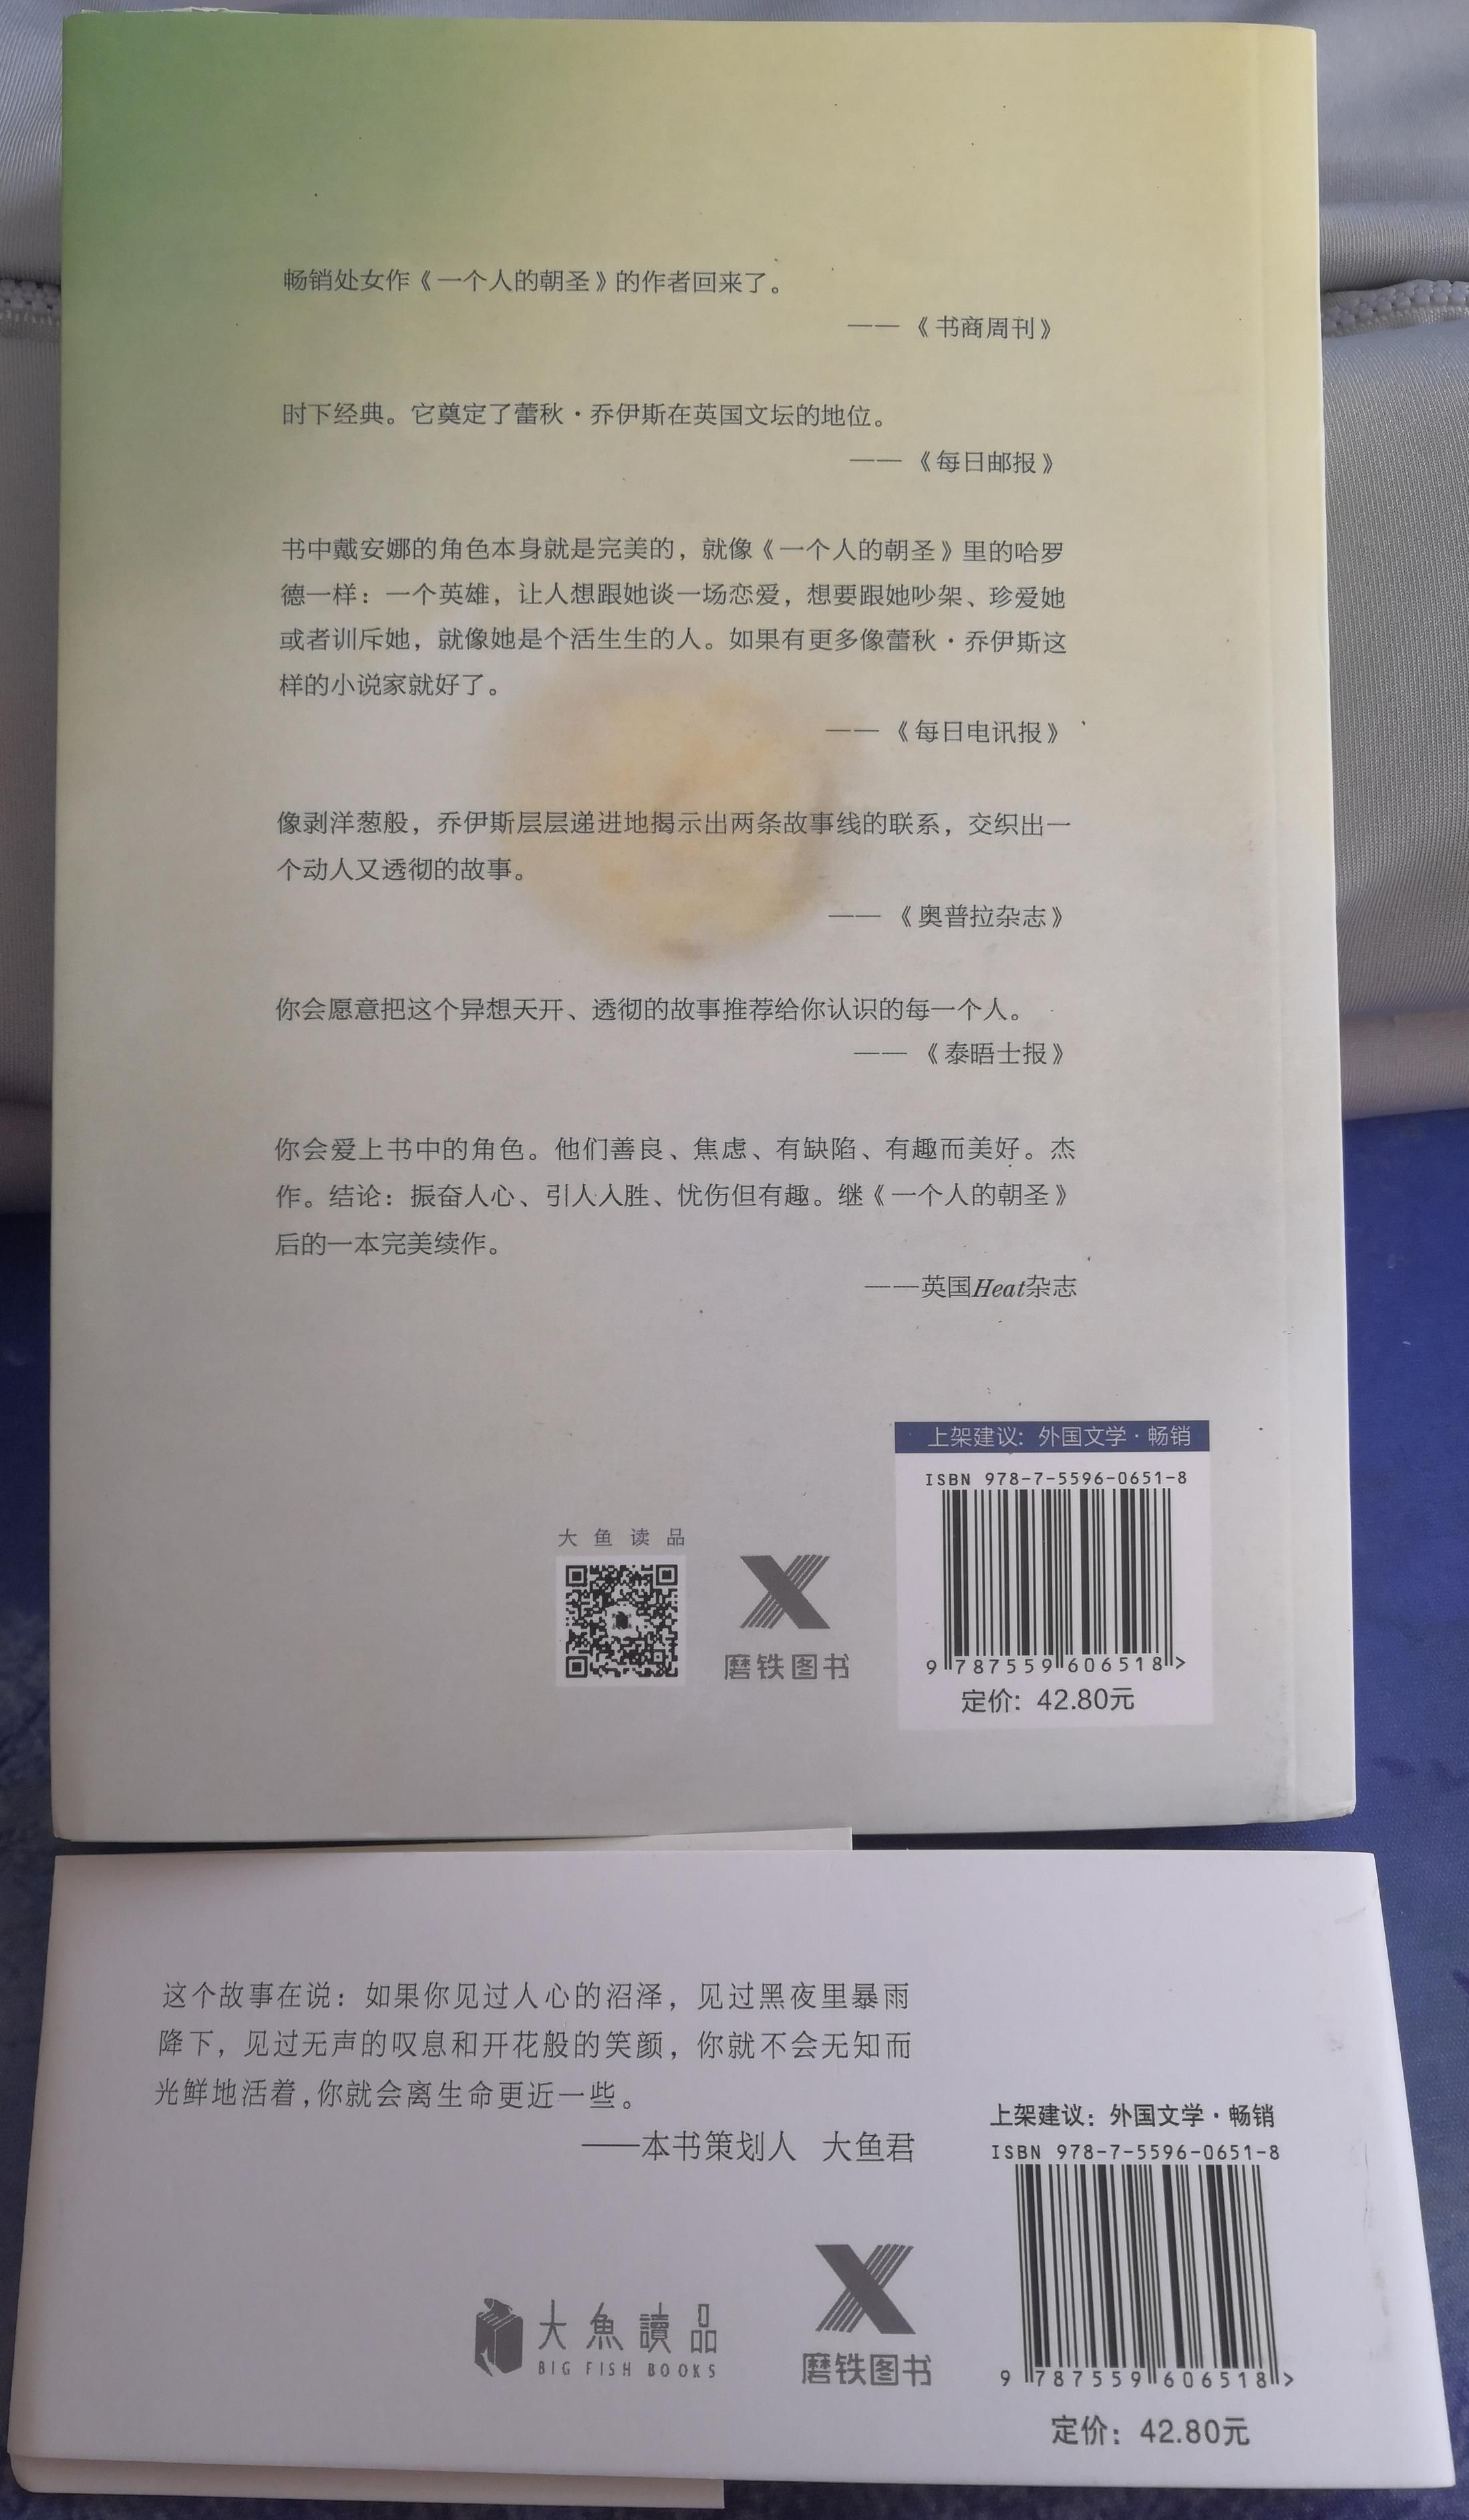 畅销处女作《一个人的朝圣》的作者回来了。
——《书商周刊》
时下经典。它奠定了蕾秋·乔伊斯在英国文坛的地位。
——《每日邮报》
书中戴安娜的角色本身就是完美的，就像《一个人的朝圣》里的哈罗
德一样：一个英雄，让人想跟她谈一场恋爱，想要跟她吵架、珍爱她
或者训斥她，就像她是个活生生的人。如果有更多像蕾秋·乔伊斯这
样的小说家就好了。
——《每日电讯报》
像剥洋葱般，乔伊斯层层递进地揭示出两条故事线的联系，交织出一
个动人又透彻的故事。
——《奥普拉杂志》
你会愿意把这个异想天开、透彻的故事推荐给你认识的每一个人。
——《泰晤士报》
你会爱上书中的角色。他们善良、焦虑、有缺陷、有趣而美好。杰
作。结论：振奋人心、引人入胜、忧伤但有趣。继《一个人的朝圣》
后的一本完美续作。
——英国Heat杂志
上架建议：外国文学·畅销
ISBN 978-7-5596-0651-8
9 787559 606518 >
定价：42.80元
大鱼读品
磨铁图书
这个故事在说：如果你见过人心的沼泽，见过黑夜里暴雨
降下，见过无声的叹息和开花般的笑颜，你就不会无知而
光鲜地活着，你就会离生命更近一些。
——本书策划人 大鱼君
上架建议：外国文学·畅销
ISBN 978-7-5596-0651-8
9 787559 606518 >
定价：42.80元
大魚讀品
BIG FISH BOOKS
磨铁图书